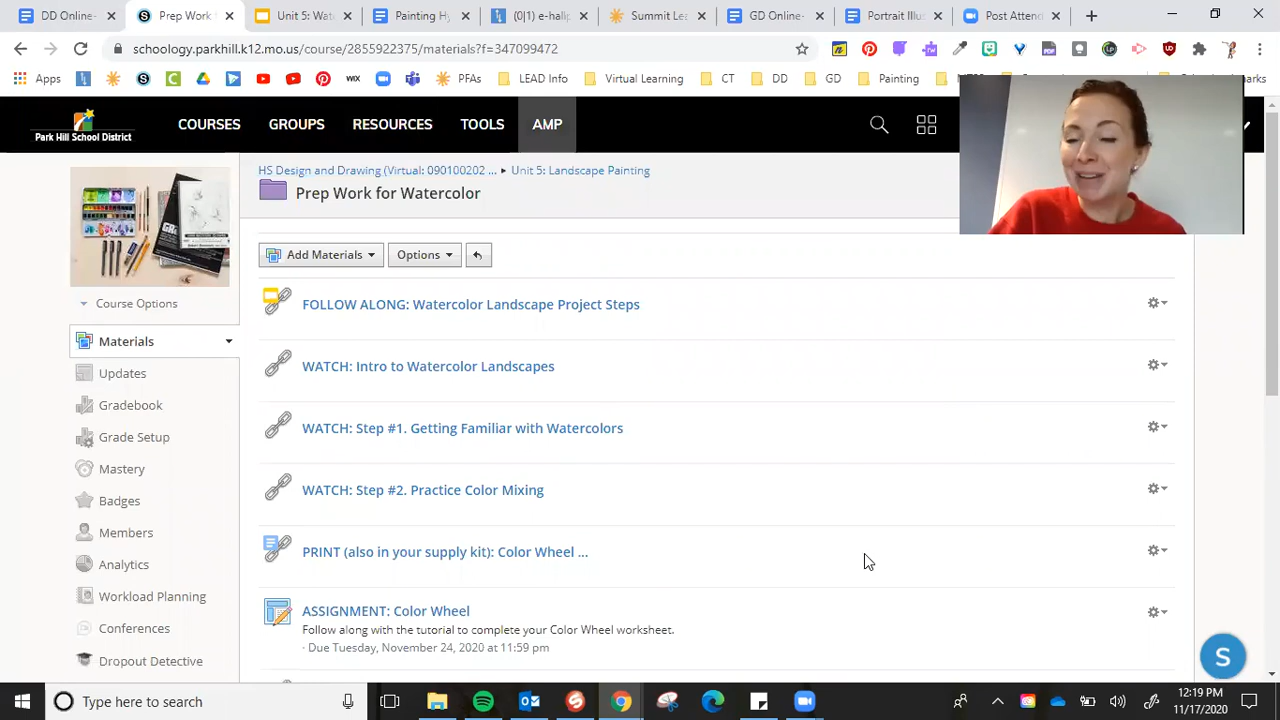 DD Online-
Prep Work
Unit 5: Wat
Painting Hy
(0|1) e-hallp
Summit Lea
GD Online-
Portrait Illus
Post Attend
schoology.parkhill.k12.mo.us/course/2855922375/materials?f=347099472
Apps
PFAs
LEAD Info
Virtual Learning
CT
DD
GD
Painting
Park Hill School District
COURSES
GROUPS
RESOURCES
TOOLS
AMP
HS Design and Drawing (Virtual: 090100202 ...
Unit 5: Landscape Painting
Prep Work for Watercolor
Add Materials
Options
Course Options
Materials
Updates
Gradebook
Grade Setup
Mastery
Badges
Members
Analytics
Workload Planning
Conferences
Dropout Detective
FOLLOW ALONG: Watercolor Landscape Project Steps
WATCH: Intro to Watercolor Landscapes
WATCH: Step #1. Getting Familiar with Watercolors
WATCH: Step #2. Practice Color Mixing
PRINT (also in your supply kit): Color Wheel ...
ASSIGNMENT: Color Wheel
Follow along with the tutorial to complete your Color Wheel worksheet.
· Due Tuesday, November 24, 2020 at 11:59 pm
S
Type here to search
12:19 PM
11/17/2020